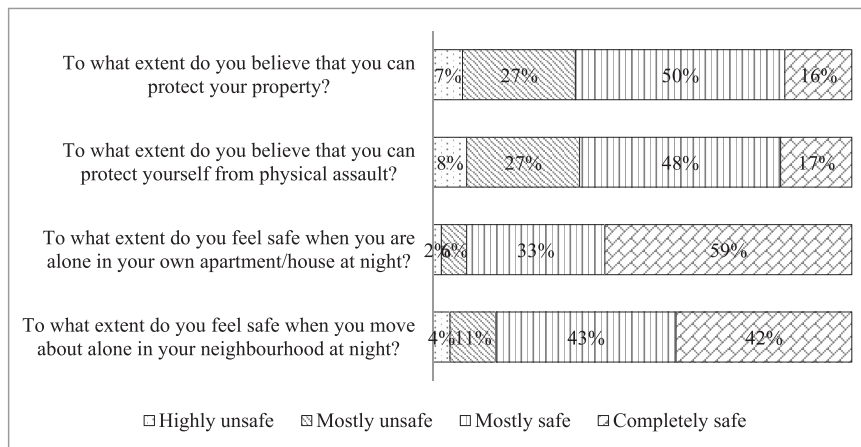 To what extent do you believe that you can
protect your property?
7% 27% 50% 16%
To what extent do you believe that you can
protect yourself from physical assault?
8% 27% 48% 17%
To what extent do you feel safe when you are
alone in your own apartment/house at night?
2% 6% 33% 59%
To what extent do you feel safe when you move
about alone in your neighbourhood at night?
4% 11% 43% 42%
Highly unsafe Mostly unsafe Mostly safe Completely safe